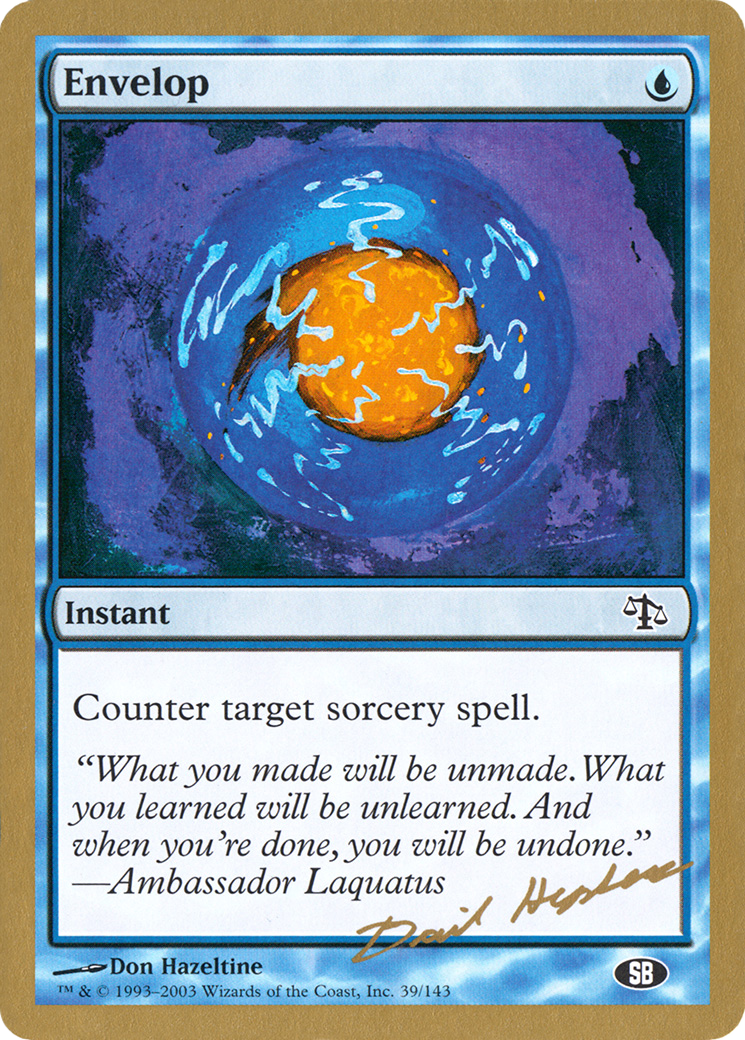 Envelop
Instant
Counter target sorcery spell.
“What you made will be unmade. What
you learned will be unlearned. And
when you’re done, you will be undone.”
—Ambassador Laquatus
Don Hazeltine
™ & © 1993–2003 Wizards of the Coast, Inc. 39/143
SB